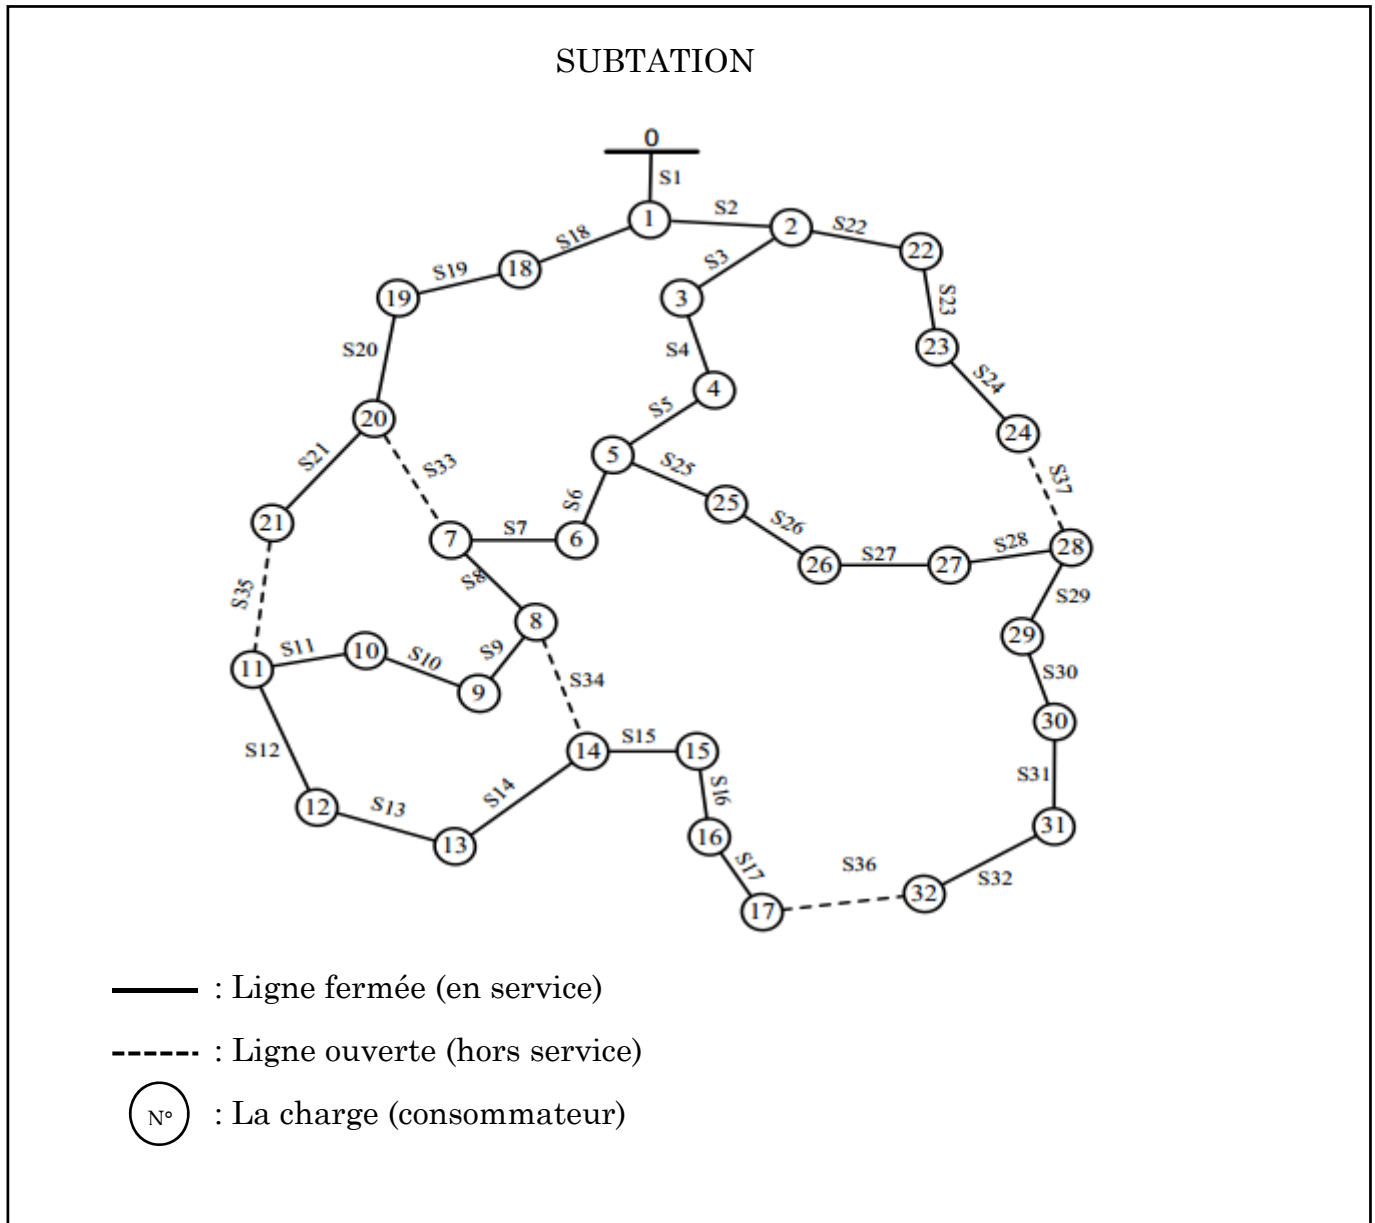 SUBTATION
0
S1
1
S2
2
S22
22
S18
18
S19
19
S3
3
S23
23
S20
S4
4
S24
24
20
S5
5
S21
S33
S25
25
S37
21
S6
7
S7
6
S26
26
S27
27
S28
28
S8
S35
8
S29
29
11
S11
10
S10
S9
9
S34
S30
30
S12
14
S15
15
S31
S16
12
S13
13
S14
16
31
S17
17
S36
32
S32
: Ligne fermée (en service)
: Ligne ouverte (hors service)
N° : La charge (consommateur)